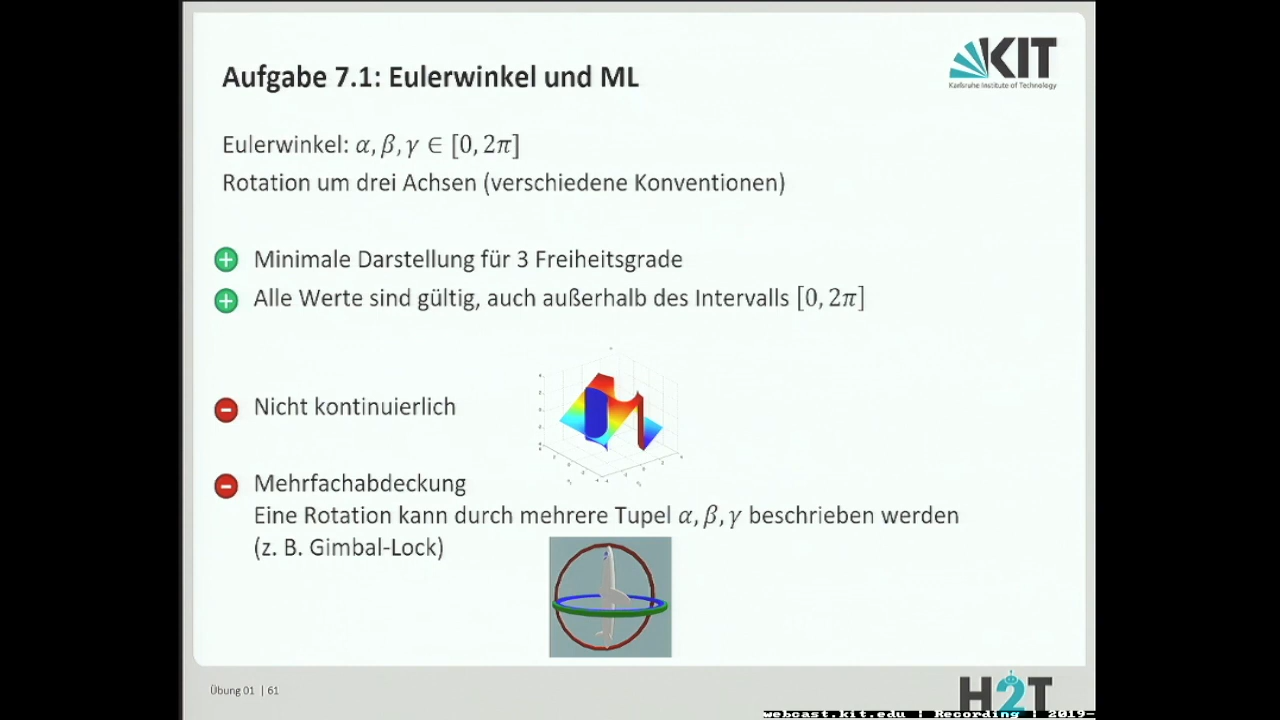 Aufgabe 7.1: Eulerwinkel und ML
KIT
Karlsruhe Institute of Technology
Eulerwinkel: α, β, γ ∈ [0, 2π]
Rotation um drei Achsen (verschiedene Konventionen)
Minimale Darstellung für 3 Freiheitsgrade
Alle Werte sind gültig, auch außerhalb des Intervalls [0, 2π]
Nicht kontinuierlich
Mehrfachabdeckung
Eine Rotation kann durch mehrere Tupel α, β, γ beschrieben werden
(z. B. Gimbal-Lock)
Übung 01 | 61
H2T
webcast.kit.edu | Recording | 2019-